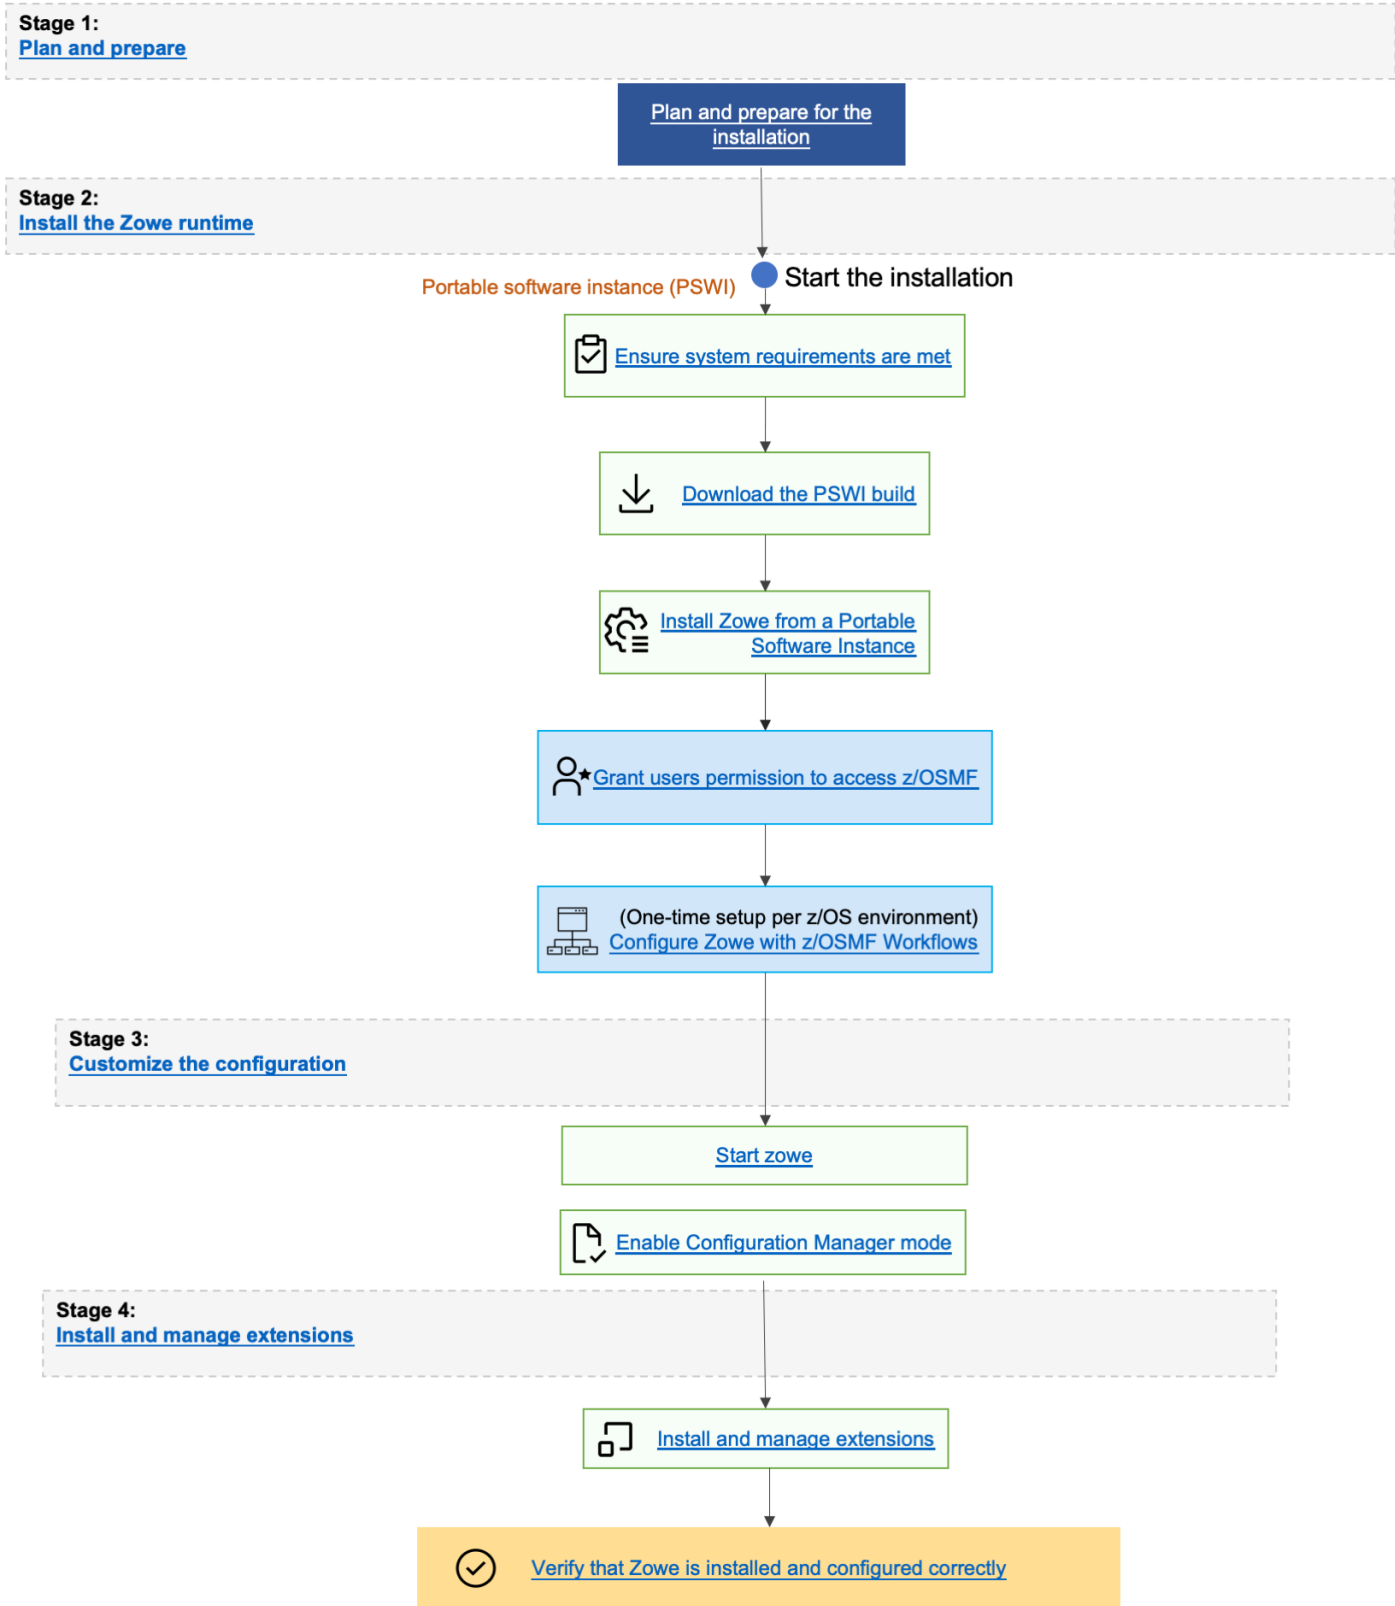 Stage 1:
Plan and prepare
Plan and prepare for the
installation
Stage 2:
Install the Zowe runtime
Portable software instance (PSWI)
Start the installation
Ensure system requirements are met
Download the PSWI build
Install Zowe from a Portable
Software Instance
Grant users permission to access z/OSMF
(One-time setup per z/OS environment)
Configure Zowe with z/OSMF Workflows
Stage 3:
Customize the configuration
Start zowe
Enable Configuration Manager mode
Stage 4:
Install and manage extensions
Install and manage extensions
Verify that Zowe is installed and configured correctly